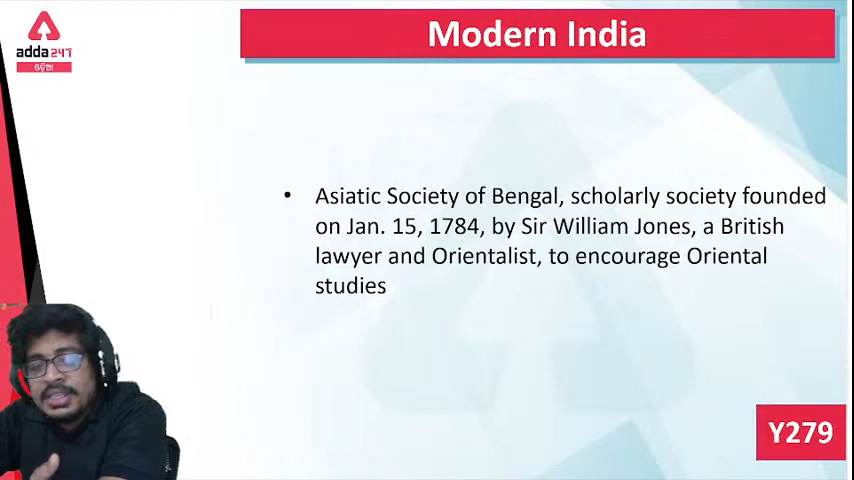 adda247
ଓଡ଼ିଆ
Modern India
• Asiatic Society of Bengal, scholarly society founded
on Jan. 15, 1784, by Sir William Jones, a British
lawyer and Orientalist, to encourage Oriental
studies
Y279